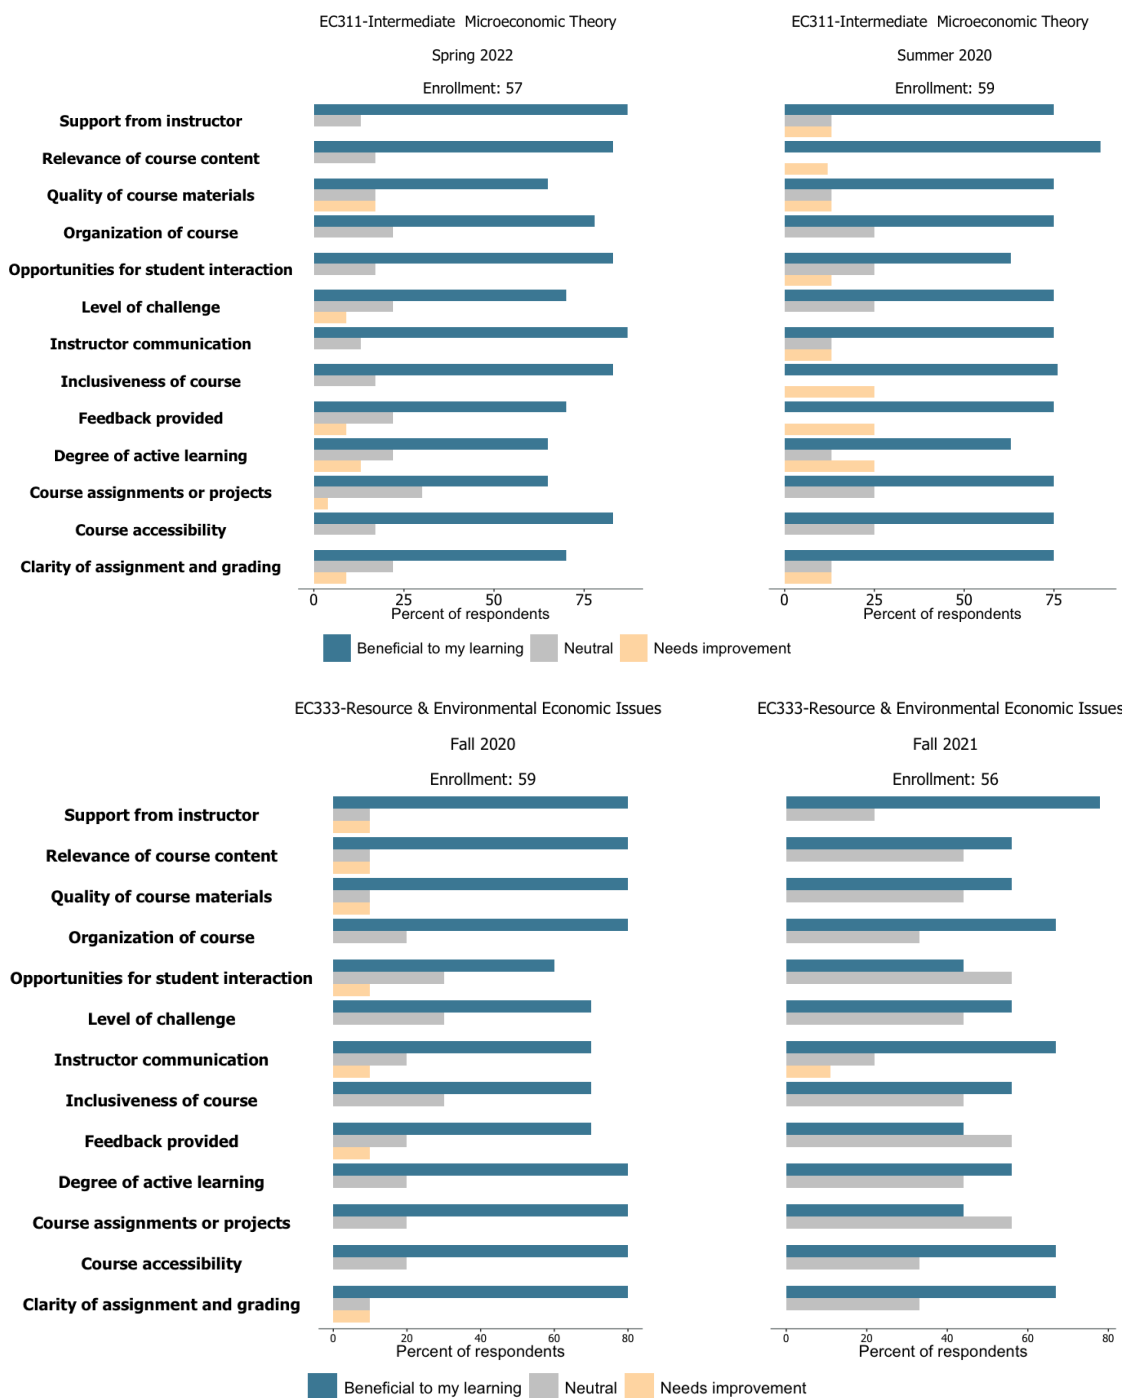 EC311-Intermediate  Microeconomic Theory
Spring 2022
Enrollment: 57
EC311-Intermediate  Microeconomic Theory
Summer 2020
Enrollment: 59
Support from instructor
Relevance of course content
Quality of course materials
Organization of course
Opportunities for student interaction
Level of challenge
Instructor communication
Inclusiveness of course
Feedback provided
Degree of active learning
Course assignments or projects
Course accessibility
Clarity of assignment and grading
0 25 50 75
Percent of respondents
0 25 50 75
Percent of respondents
Beneficial to my learning Neutral Needs improvement
EC333-Resource & Environmental Economic Issues
Fall 2020
Enrollment: 59
EC333-Resource & Environmental Economic Issues
Fall 2021
Enrollment: 56
Support from instructor
Relevance of course content
Quality of course materials
Organization of course
Opportunities for student interaction
Level of challenge
Instructor communication
Inclusiveness of course
Feedback provided
Degree of active learning
Course assignments or projects
Course accessibility
Clarity of assignment and grading
0 20 40 60 80
Percent of respondents
0 20 40 60 80
Percent of respondents
Beneficial to my learning Neutral Needs improvement